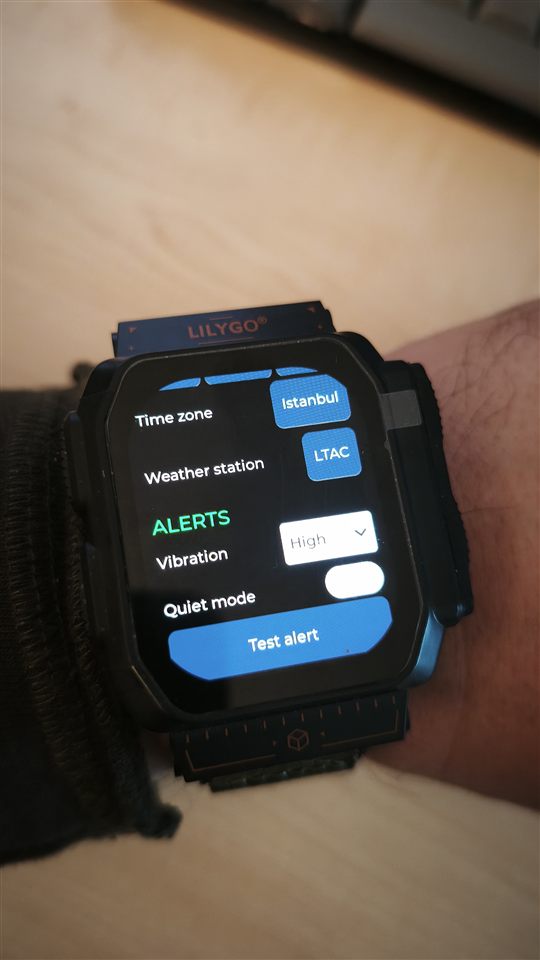 LILYGO®
Time zone
Istanbul
Weather station
LTAC
ALERTS
Vibration
High
Quiet mode
Test alert